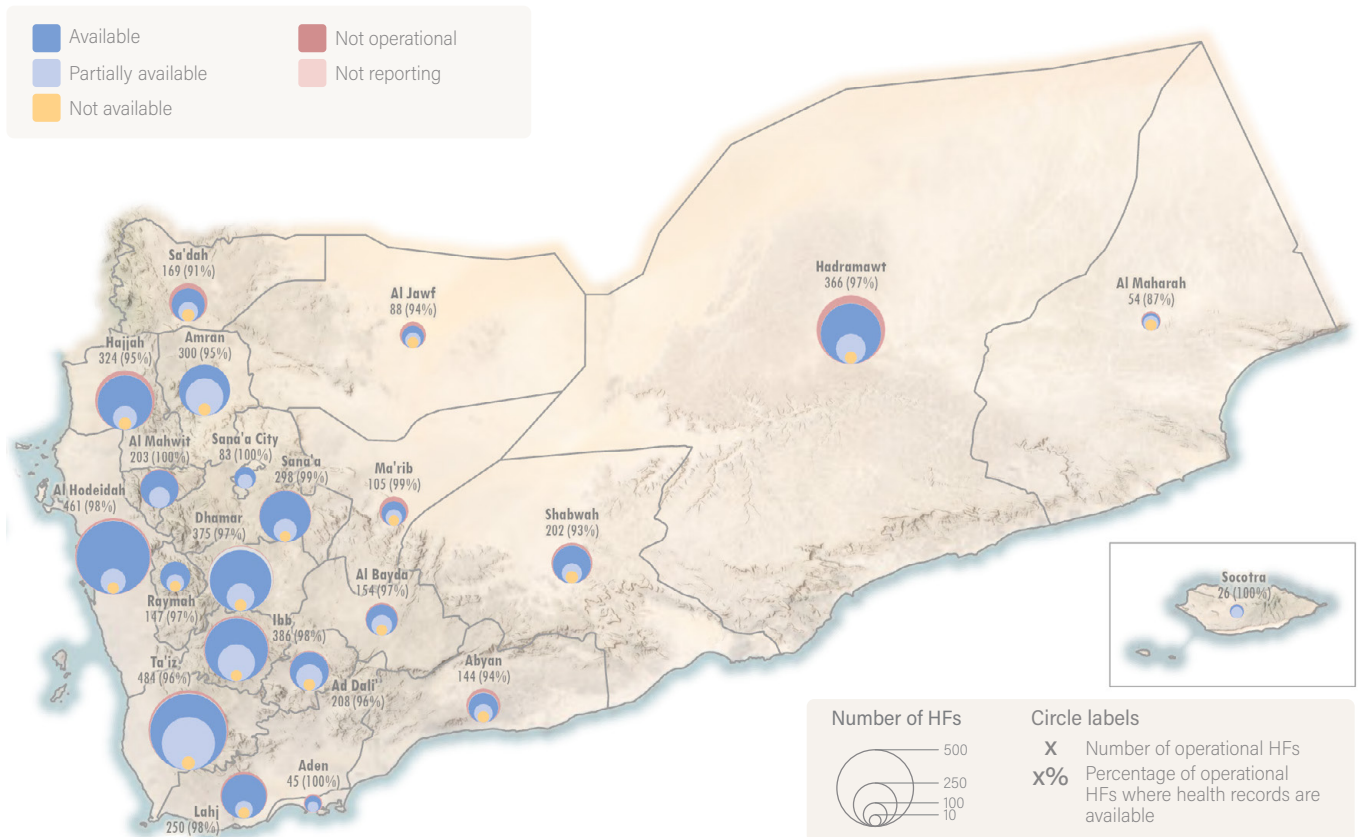 Available
Partially available
Not available
Not operational
Not reporting
Sa'dah
169 (91%)
Al Jawf
88 (94%)
Hadramawt
366 (97%)
Al Maharah
54 (87%)
Hajjah
324 (95%)
Amran
300 (95%)
Al Mahwit
203 (100%)
Sana'a City
83 (100%)
Sana'a
298 (99%)
Ma'rib
105 (99%)
Al Hodeidah
461 (98%)
Dhamar
375 (97%)
Shabwah
202 (93%)
Al Bayda
154 (97%)
Raymah
147 (97%)
Ibb
386 (98%)
Socotra
26 (100%)
Ta'iz
484 (96%)
Ad Dali'
208 (96%)
Abyan
144 (94%)
Aden
45 (100%)
Lahj
250 (98%)
Number of HFs
500
250
100
10
Circle labels
x Number of operational HFs
x% Percentage of operational
HFs where health records are
available